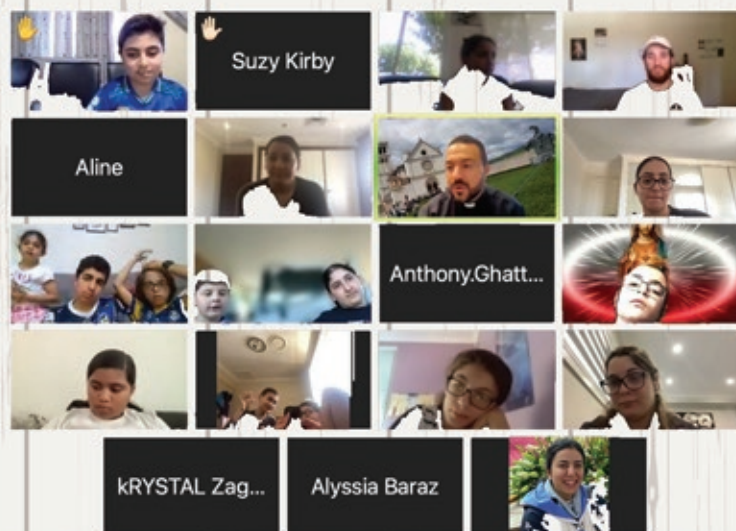 Suzy Kirby
Aline
Anthony.Ghatt...
kRYSTAL Zag...
Alyssia Baraz